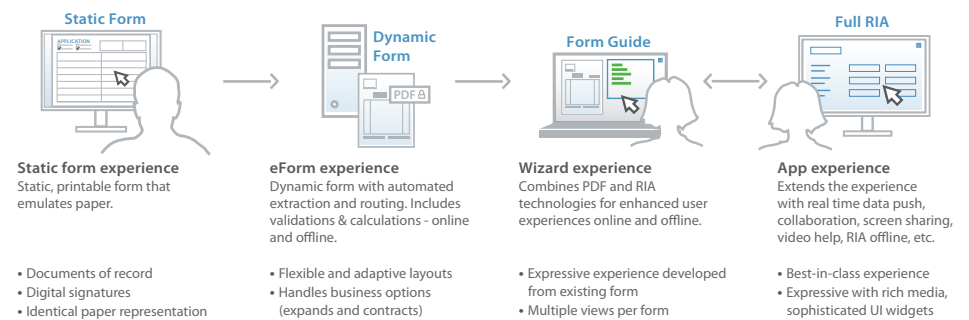 Static Form
APPLICATION
Static form experience
Static, printable form that
emulates paper.
• Documents of record
• Digital signatures
• Identical paper representation
Dynamic
Form
PDF
eForm experience
Dynamic form with automated
extraction and routing. Includes
validations & calculations - online
and offline.
• Flexible and adaptive layouts
• Handles business options
(expands and contracts)
Form Guide
Wizard experience
Combines PDF and RIA
technologies for enhanced user
experiences online and offline.
• Expressive experience developed
from existing form
• Multiple views per form
Full RIA
App experience
Extends the experience
with real time data push,
collaboration, screen sharing,
video help, RIA offline, etc.
• Best-in-class experience
• Expressive with rich media,
sophisticated UI widgets